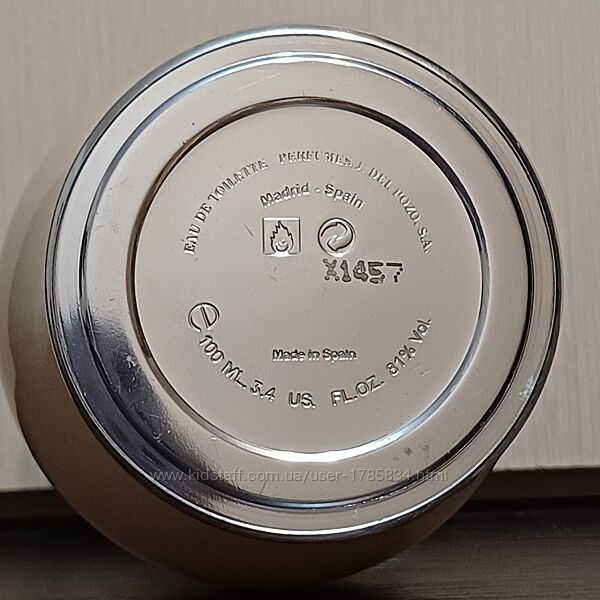 EAU DE TOILETTE PERFUMES J. DEL POZO, S.A.
Madrid - Spain
X1457
Made in Spain
℮ 100 ML. 3.4 US. FL.OZ. 81% Vol.
www.kidstaff.com.ua/user-1785834.html